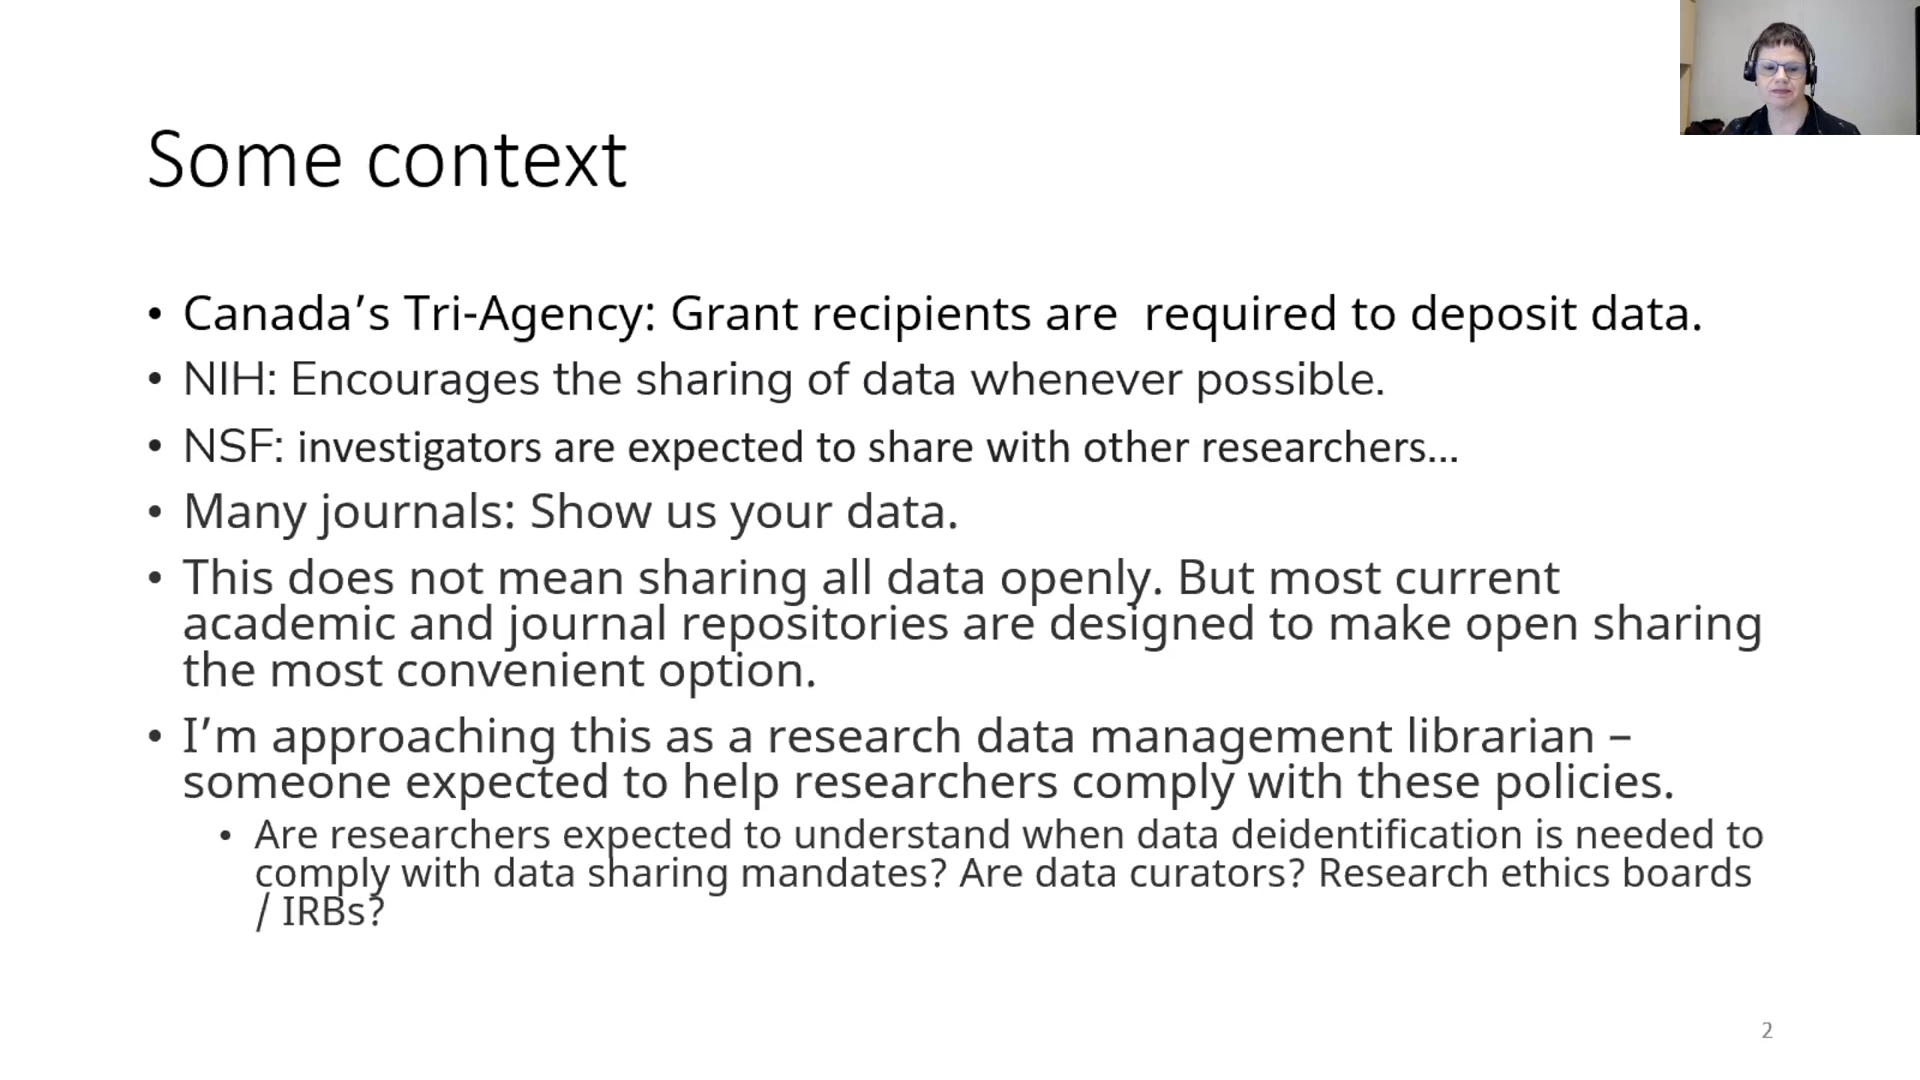 Some context
• Canada’s Tri-Agency: Grant recipients are  required to deposit data.
• NIH: Encourages the sharing of data whenever possible.
• NSF: investigators are expected to share with other researchers...
• Many journals: Show us your data.
• This does not mean sharing all data openly. But most current
academic and journal repositories are designed to make open sharing
the most convenient option.
• I’m approaching this as a research data management librarian –
someone expected to help researchers comply with these policies.
• Are researchers expected to understand when data deidentification is needed to
comply with data sharing mandates? Are data curators? Research ethics boards
/ IRBs?
2